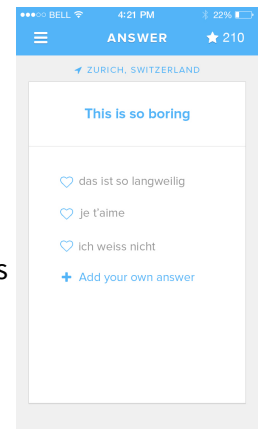 BELL 4:21 PM 22%
ANSWER 210
ZURICH, SWITZERLAND
This is so boring
das ist so langweilig
je t'aime
ich weiss nicht
s
+ Add your own answer